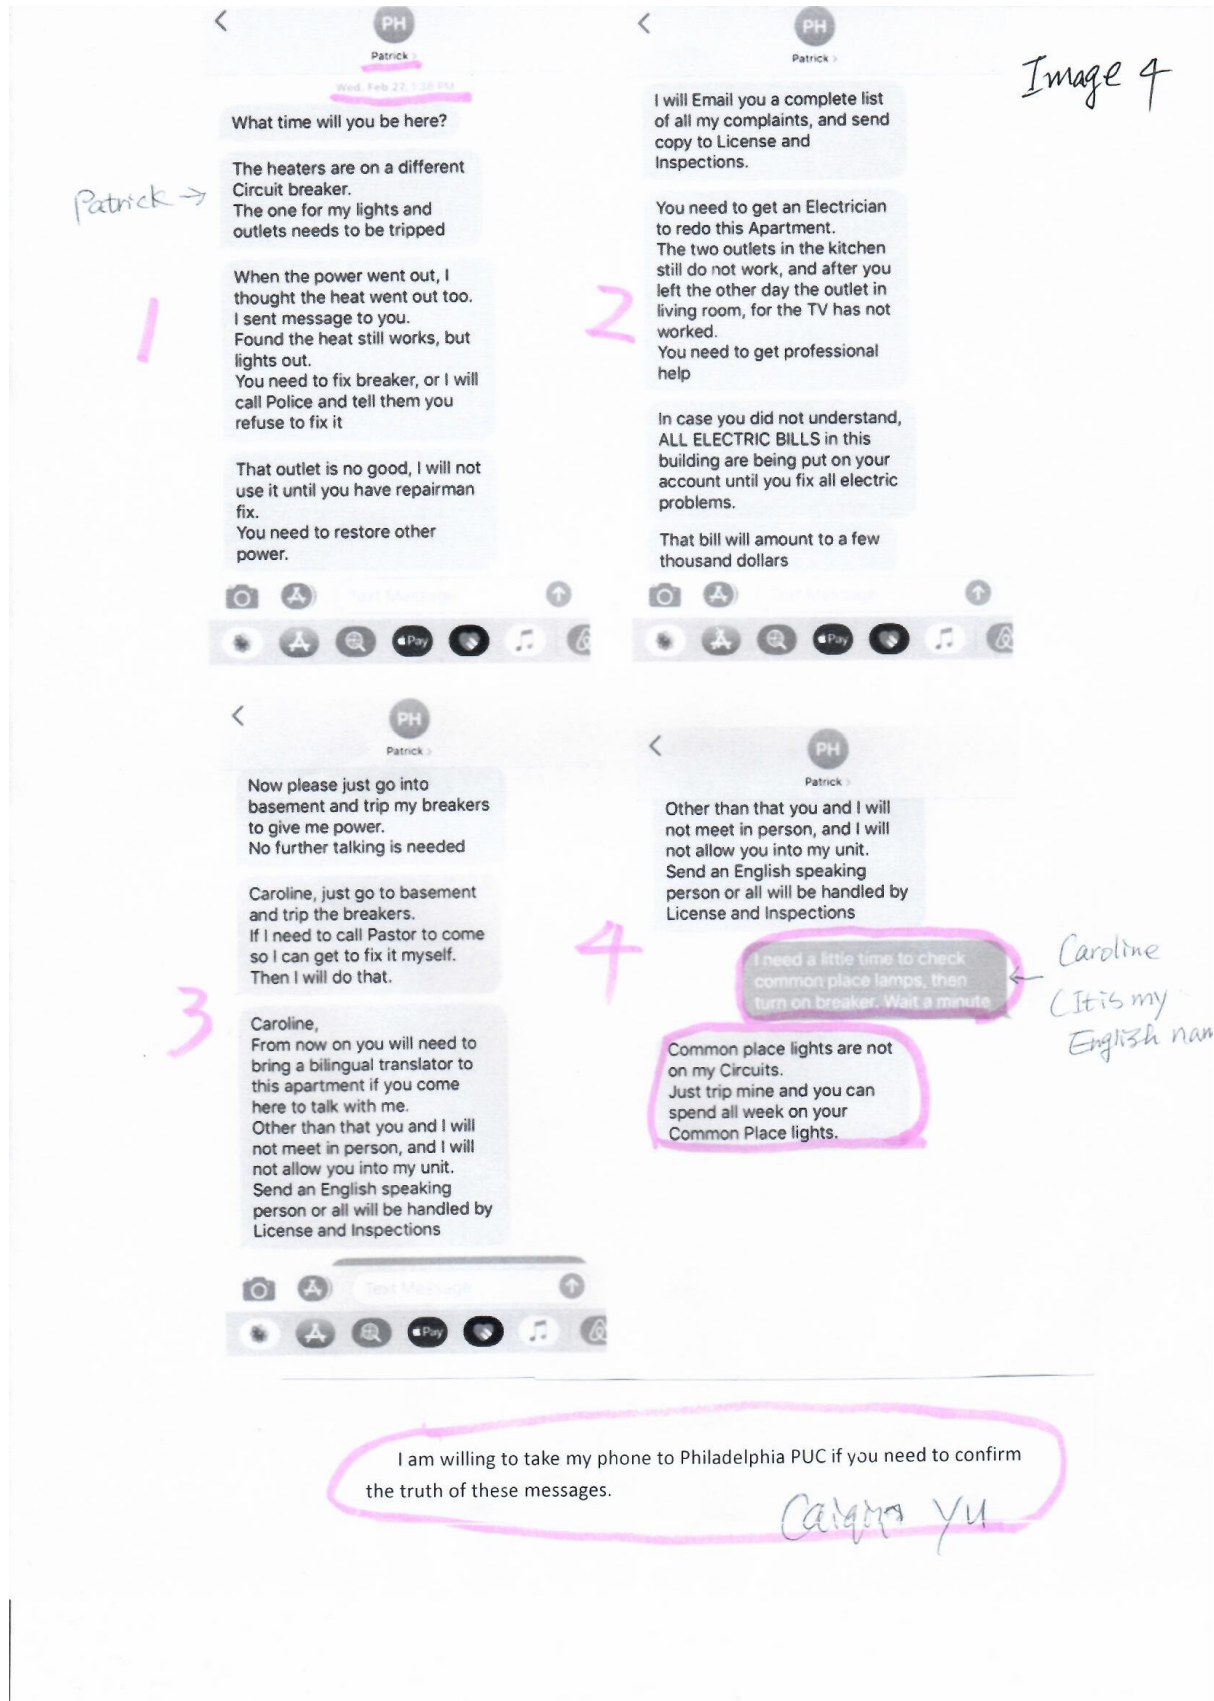 Image 4
PH
Patrick
Wed, Feb 27, 1:38 PM
What time will you be here?
Patrick →
The heaters are on a different
Circuit breaker.
The one for my lights and
outlets needs to be tripped
1
When the power went out, I
thought the heat went out too.
I sent message to you.
Found the heat still works, but
lights out.
You need to fix breaker, or I will
call Police and tell them you
refuse to fix it
That outlet is no good, I will not
use it until you have repairman
fix.
You need to restore other
power.
Text Message
Pay
PH
Patrick
I will Email you a complete list
of all my complaints, and send
copy to License and
Inspections.
2
You need to get an Electrician
to redo this Apartment.
The two outlets in the kitchen
still do not work, and after you
left the other day the outlet in
living room, for the TV has not
worked.
You need to get professional
help
In case you did not understand,
ALL ELECTRIC BILLS in this
building are being put on your
account until you fix all electric
problems.
That bill will amount to a few
thousand dollars
Text Message
Pay
PH
Patrick
Now please just go into
basement and trip my breakers
to give me power.
No further talking is needed
Caroline, just go to basement
and trip the breakers.
If I need to call Pastor to come
so I can get to fix it myself.
Then I will do that.
3
Caroline,
From now on you will need to
bring a bilingual translator to
this apartment if you come
here to talk with me.
Other than that you and I will
not meet in person, and I will
not allow you into my unit.
Send an English speaking
person or all will be handled by
License and Inspections
Text Message
Pay
PH
Patrick
Other than that you and I will
not meet in person, and I will
not allow you into my unit.
Send an English speaking
person or all will be handled by
License and Inspections
4
I need a little time to check
common place lamps, then
turn on breaker. Wait a minute
← Caroline
(It is my
English nam
Common place lights are not
on my Circuits.
Just trip mine and you can
spend all week on your
Common Place lights.
I am willing to take my phone to Philadelphia PUC if you need to confirm
the truth of these messages.
Yu